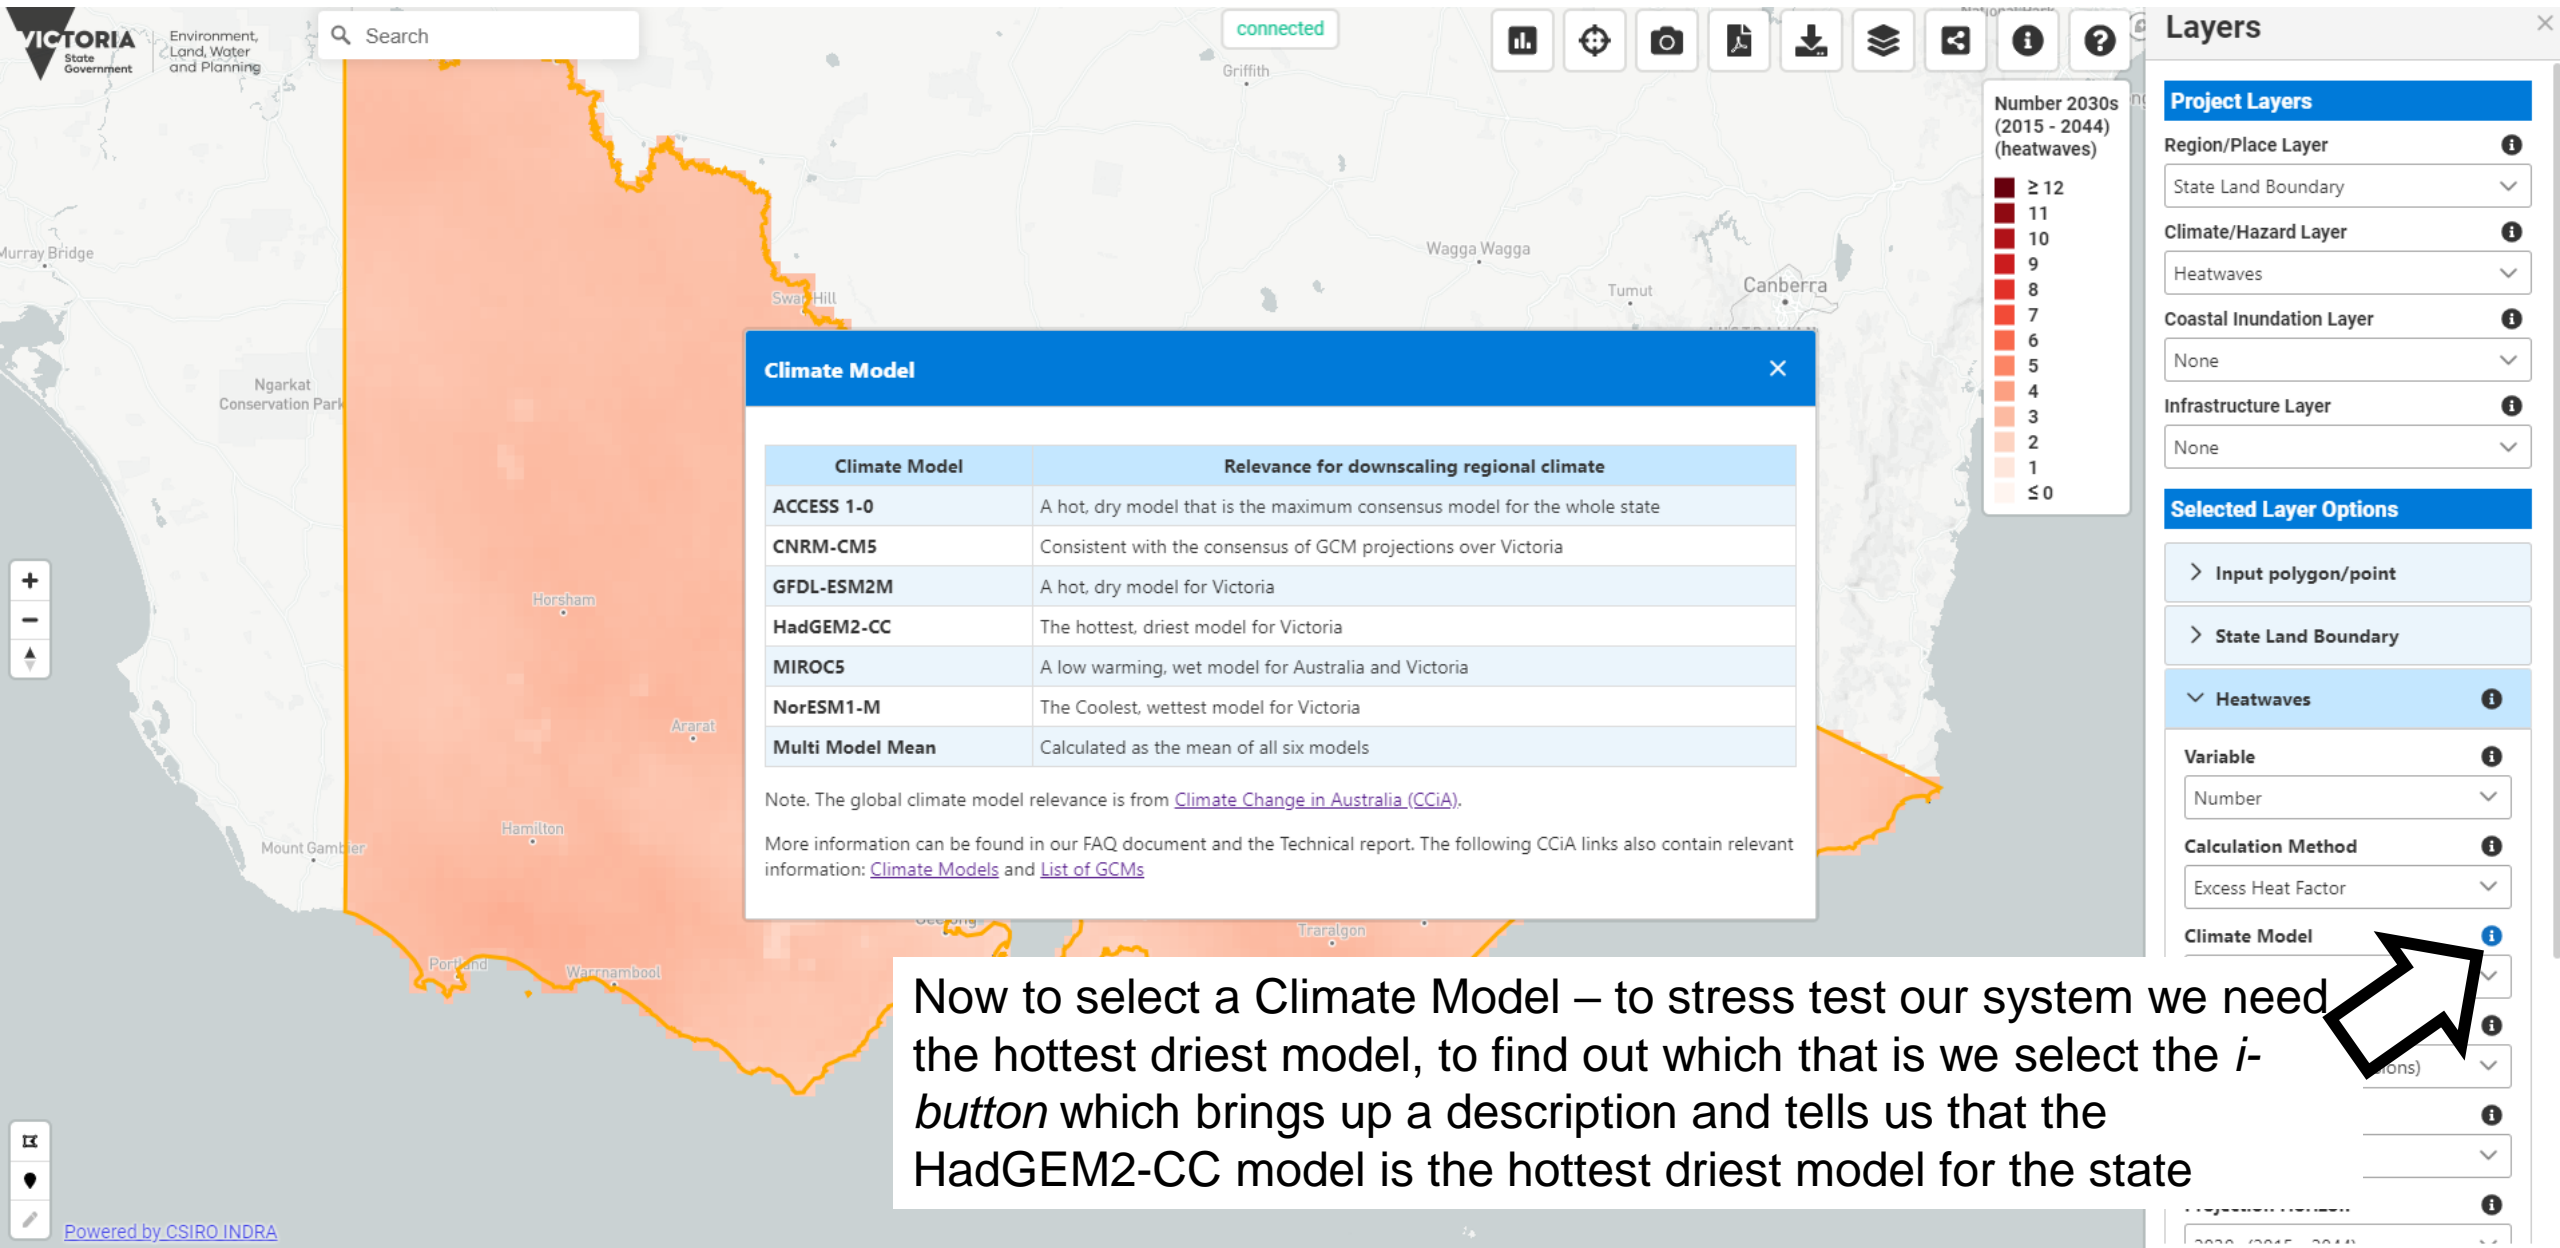 VICTORIA
State
Government
Environment,
Land, Water
and Planning
Search
connected
Griffith
Murray Bridge
Wagga Wagga
Tumut
Canberra
Swan Hill
Ngarkat
Conservation Park
Horsham
Ararat
Hamilton
Mount Gambier
Portland
Warrnambool
Geelong
Traralgon
Number 2030s
(2015 - 2044)
(heatwaves)
≥ 12
11
10
9
8
7
6
5
4
3
2
1
≤ 0
Climate Model
Climate Model Relevance for downscaling regional climate
ACCESS 1-0 A hot, dry model that is the maximum consensus model for the whole state
CNRM-CM5 Consistent with the consensus of GCM projections over Victoria
GFDL-ESM2M A hot, dry model for Victoria
HadGEM2-CC The hottest, driest model for Victoria
MIROC5 A low warming, wet model for Australia and Victoria
NorESM1-M The Coolest, wettest model for Victoria
Multi Model Mean Calculated as the mean of all six models
Note. The global climate model relevance is from Climate Change in Australia (CCiA).
More information can be found in our FAQ document and the Technical report. The following CCiA links also contain relevant
information: Climate Models and List of GCMs
Layers
Project Layers
Region/Place Layer
State Land Boundary
Climate/Hazard Layer
Heatwaves
Coastal Inundation Layer
None
Infrastructure Layer
None
Selected Layer Options
Input polygon/point
State Land Boundary
Heatwaves
Variable
Number
Calculation Method
Excess Heat Factor
Climate Model
Now to select a Climate Model – to stress test our system we need
the hottest driest model, to find out which that is we select the i-
button which brings up a description and tells us that the
HadGEM2-CC model is the hottest driest model for the state
Powered by CSIRO INDRA